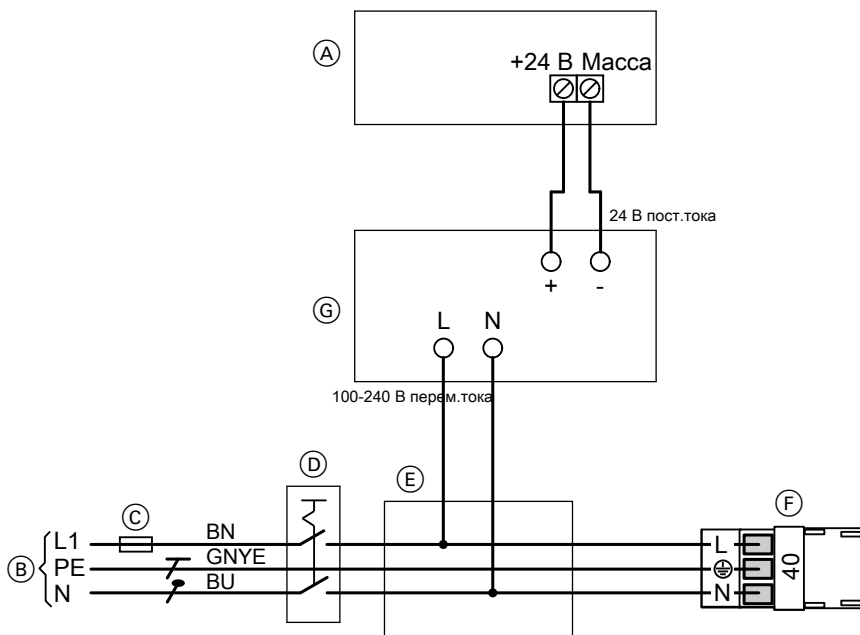 A
+24 В Масса
24 В пост.тока
+ -
G
L N
100-240 В перем.тока
D
E
F
C
B
L1 BN
PE GNYE
N BU
L
N
40